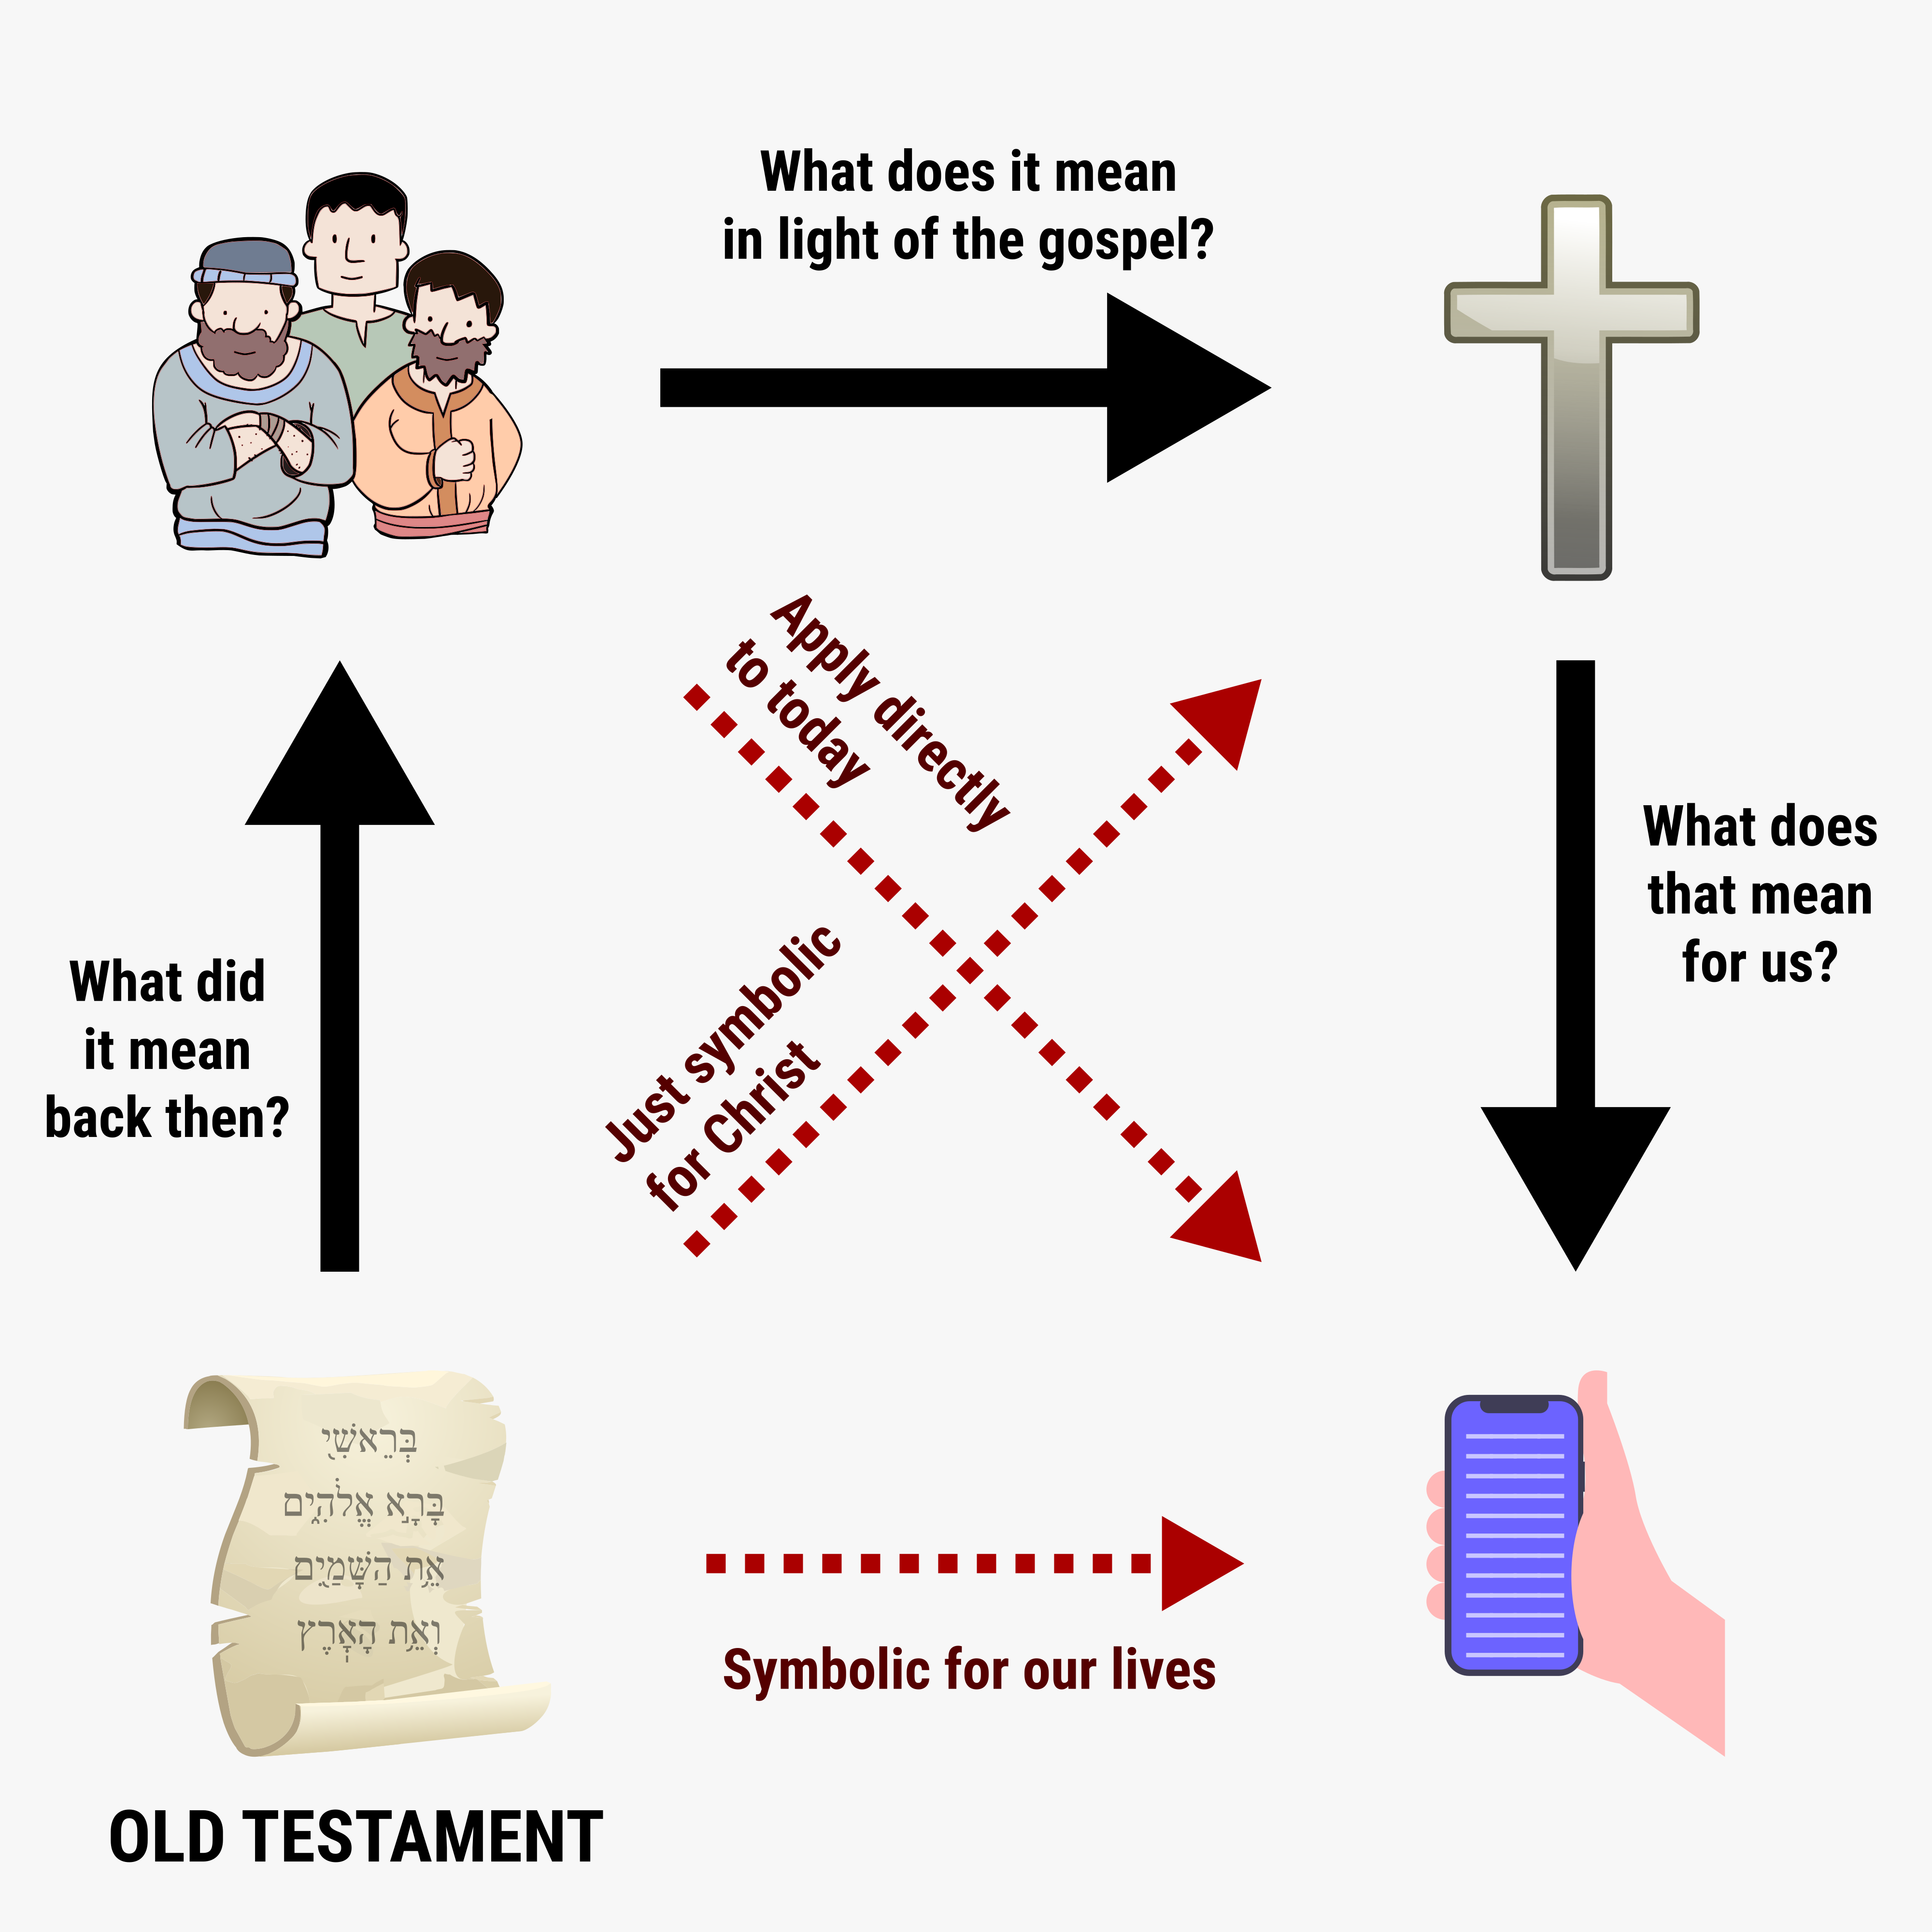 What does it mean
in light of the gospel?
Apply directly
to today
What does
that mean
for us?
Just symbolic
for Christ
What did
it mean
back then?
בְּרֵאשִׁ֖י
בָּרָ֣א אֱלֹהִ֑ים
אֵ֥ת הַשָּׁמַ֖יִם
וְאֵ֥ת הָאָֽרֶץ
Symbolic for our lives
OLD TESTAMENT